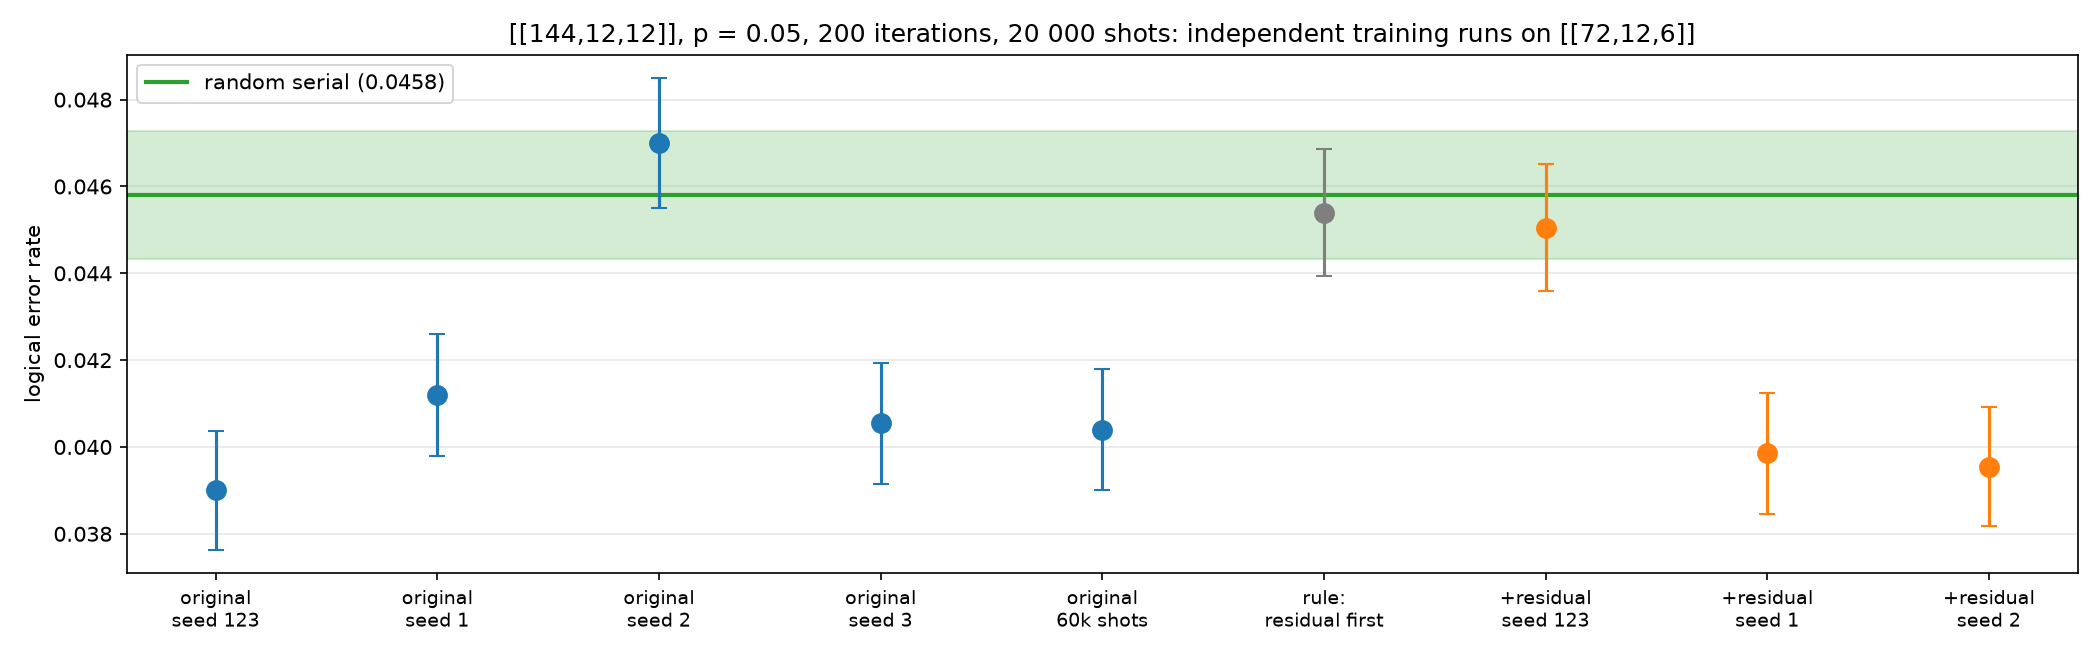 [[144,12,12]], p = 0.05, 200 iterations, 20 000 shots: independent training runs on [[72,12,6]]
random serial (0.0458)
logical error rate
0.048
0.046
0.044
0.042
0.040
0.038
original
seed 123
original
seed 1
original
seed 2
original
seed 3
original
60k shots
rule:
residual first
+residual
seed 123
+residual
seed 1
+residual
seed 2